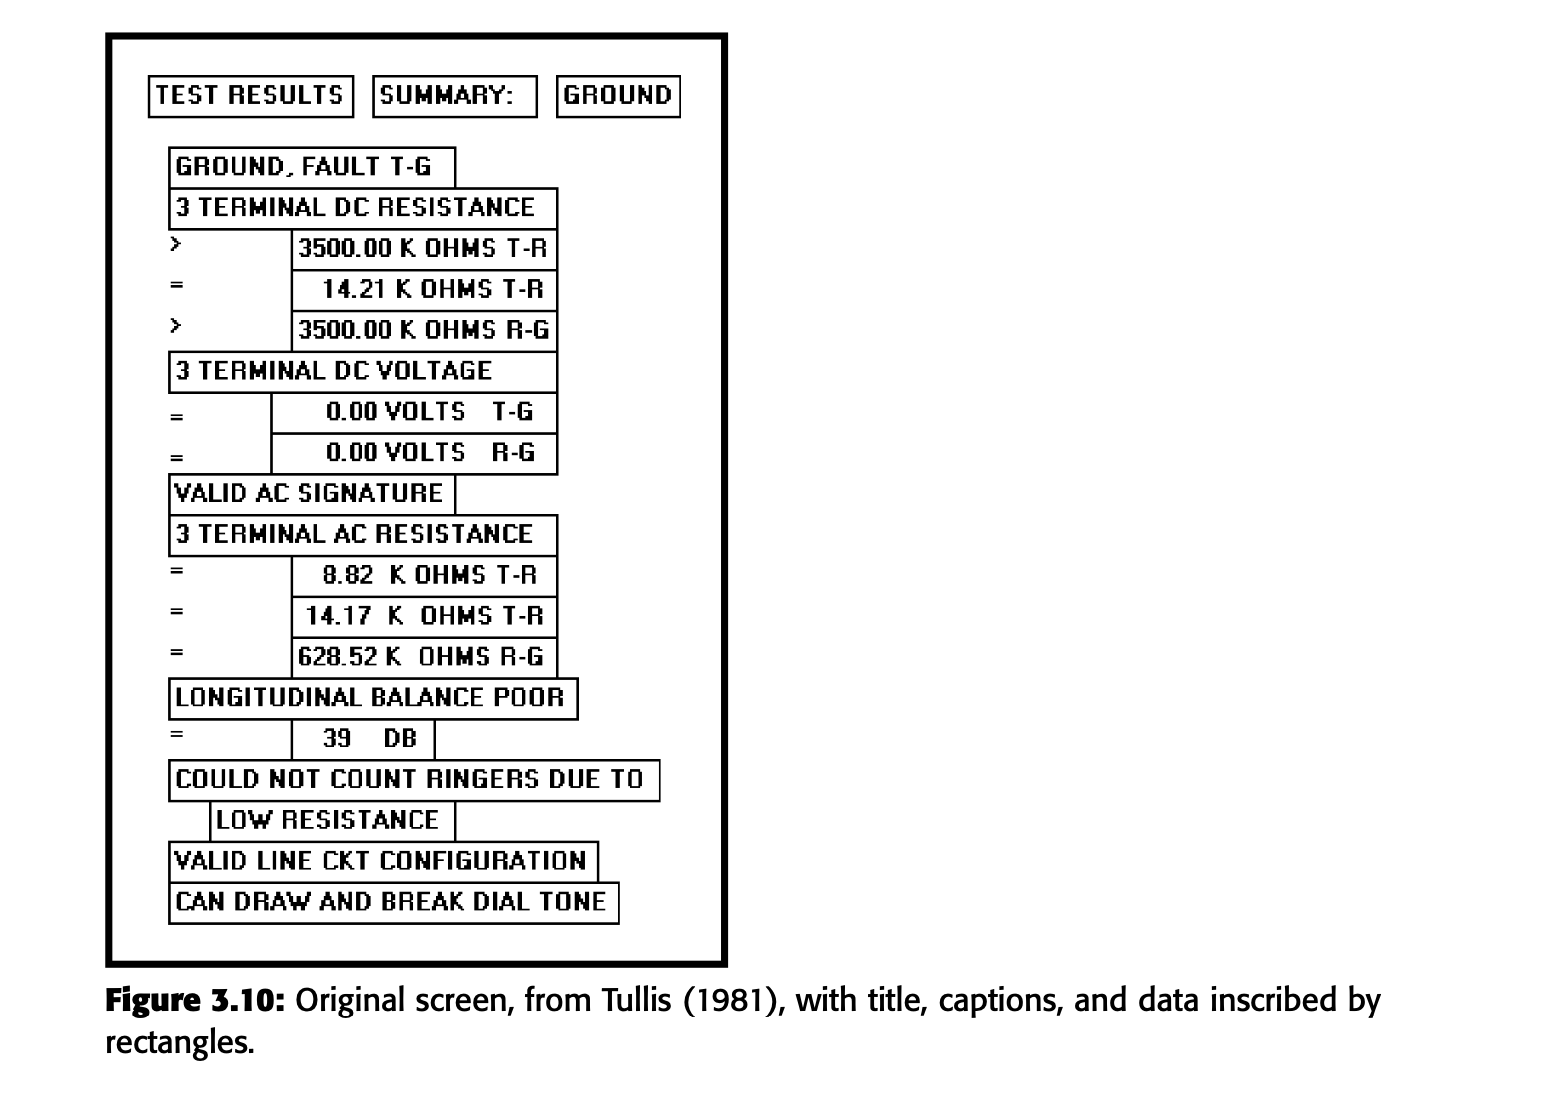 TEST RESULTS SUMMARY: GROUND
GROUND, FAULT T-G
3 TERMINAL DC RESISTANCE
> 3500.00 K OHMS T-R
= 14.21 K OHMS T-R
> 3500.00 K OHMS R-G
3 TERMINAL DC VOLTAGE
= 0.00 VOLTS T-G
= 0.00 VOLTS R-G
VALID AC SIGNATURE
3 TERMINAL AC RESISTANCE
= 8.82 K OHMS T-R
= 14.17 K OHMS T-R
= 628.52 K OHMS R-G
LONGITUDINAL BALANCE POOR
= 39 DB
COULD NOT COUNT RINGERS DUE TO
LOW RESISTANCE
VALID LINE CKT CONFIGURATION
CAN DRAW AND BREAK DIAL TONE
Figure 3.10: Original screen, from Tullis (1981), with title, captions, and data inscribed by
rectangles.